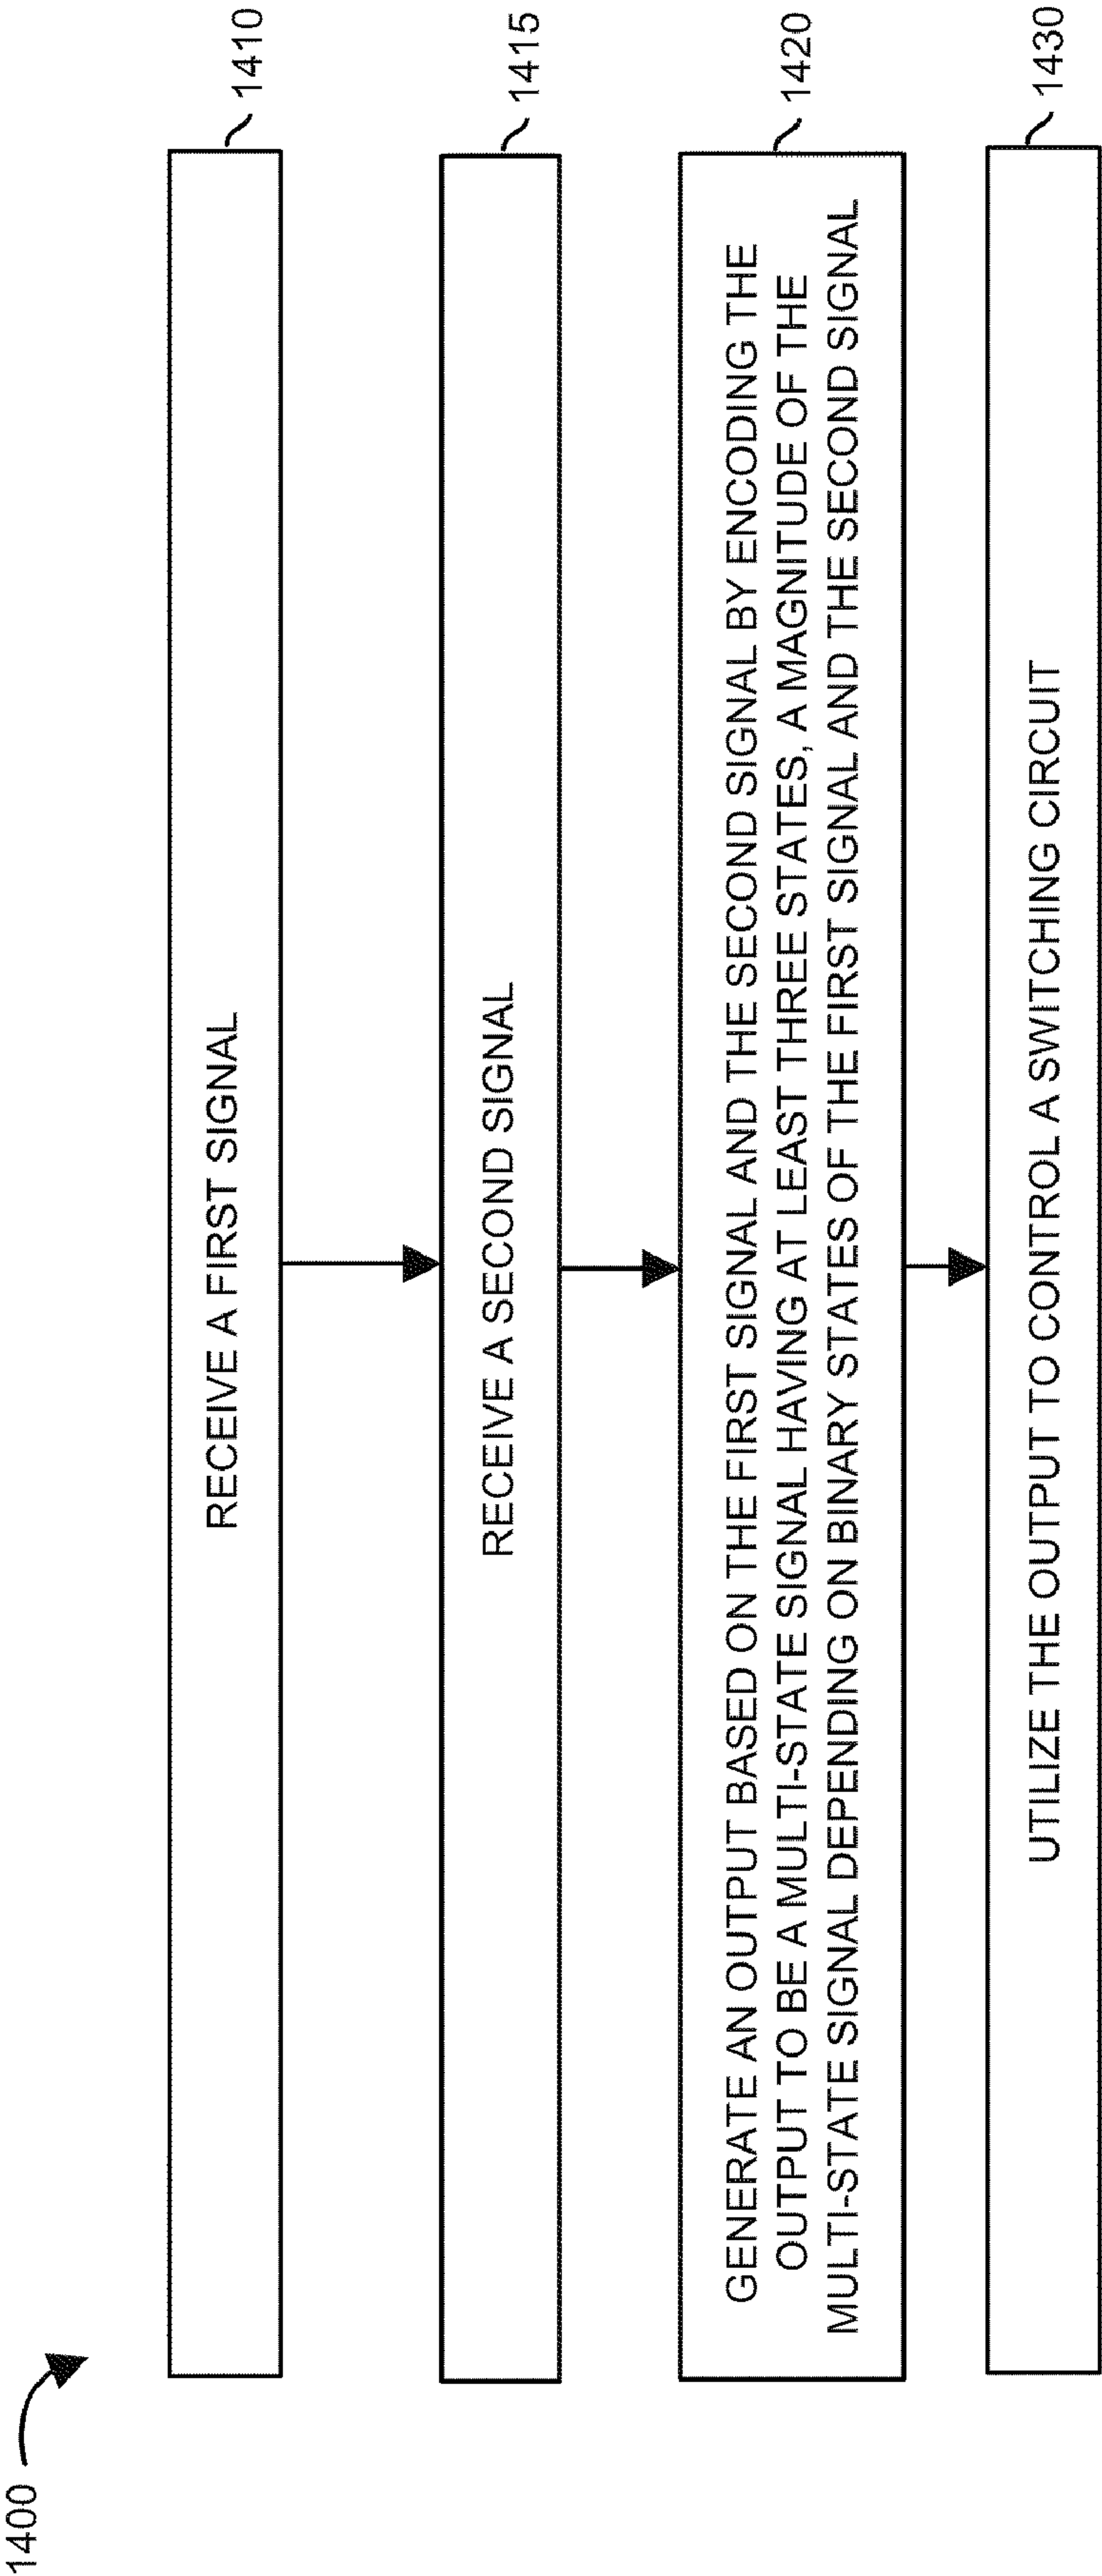 1400
RECEIVE A FIRST SIGNAL
1410
RECEIVE A SECOND SIGNAL
1415
GENERATE AN OUTPUT BASED ON THE FIRST SIGNAL AND THE SECOND SIGNAL BY ENCODING THE
OUTPUT TO BE A MULTI-STATE SIGNAL HAVING AT LEAST THREE STATES, A MAGNITUDE OF THE
MULTI-STATE SIGNAL DEPENDING ON BINARY STATES OF THE FIRST SIGNAL AND THE SECOND SIGNAL
1420
UTILIZE THE OUTPUT TO CONTROL A SWITCHING CIRCUIT
1430